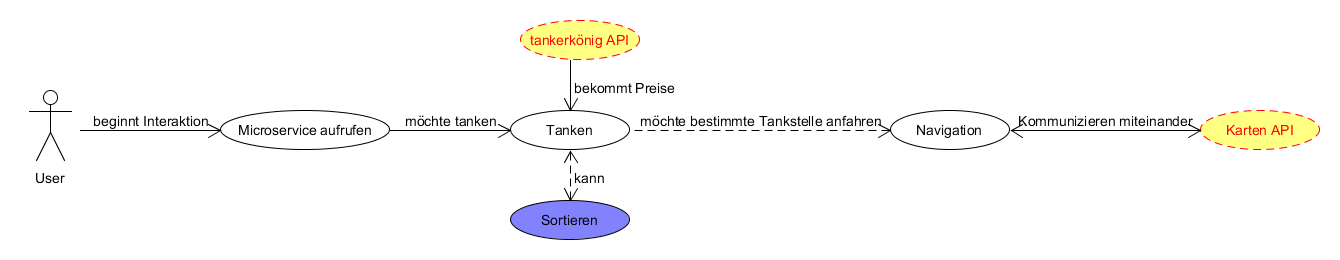 tankerkönig API
bekommt Preise
User
beginnt Interaktion
Microservice aufrufen
möchte tanken
Tanken
möchte bestimmte Tankstelle anfahren
Navigation
Kommunizieren miteinander
Karten API
kann
Sortieren